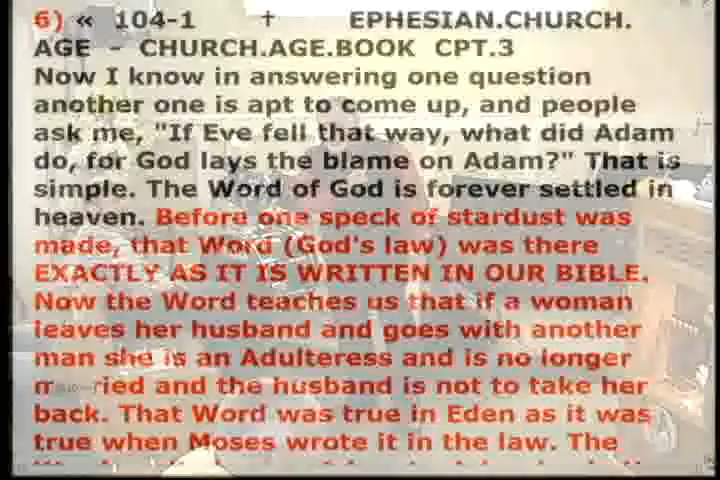 6) « 104-1 † EPHESIAN.CHURCH.
AGE - CHURCH.AGE.BOOK CPT.3
Now I know in answering one question
another one is apt to come up, and people
ask me, "If Eve fell that way, what did Adam
do, for God lays the blame on Adam?" That is
simple. The Word of God is forever settled in
heaven. Before one speck of stardust was
made, that Word (God's law) was there
EXACTLY AS IT IS WRITTEN IN OUR BIBLE.
Now the Word teaches us that if a woman
leaves her husband and goes with another
man she is an Adulteress and is no longer
married and the husband is not to take her
back. That Word was true in Eden as it was
true when Moses wrote it in the law. The